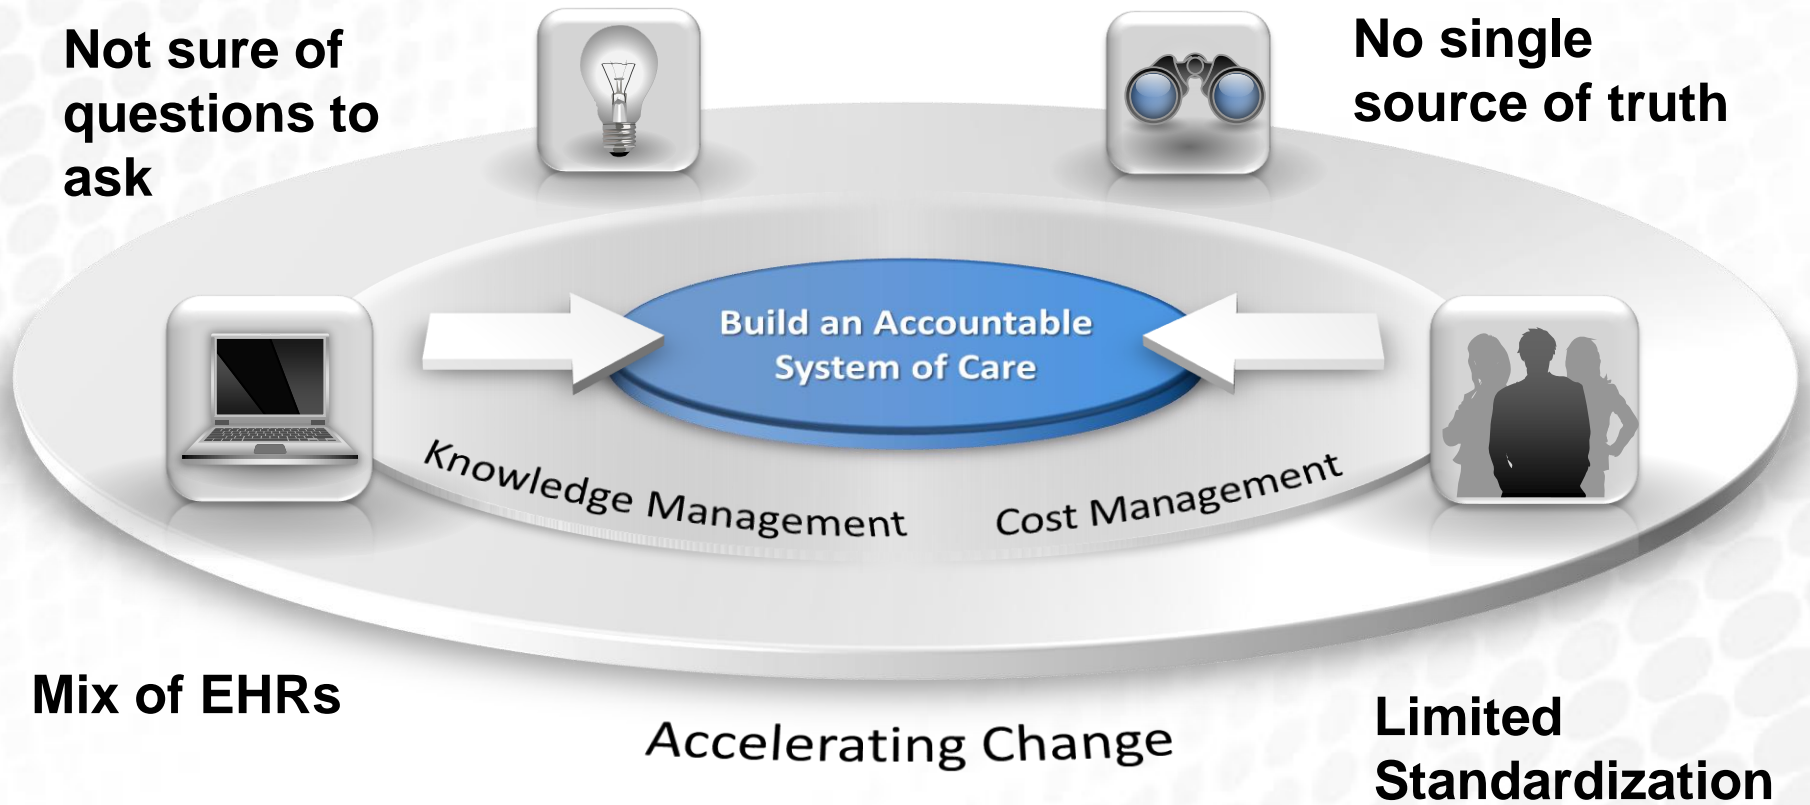 Not sure of
questions to
ask
No single
source of truth
Build an Accountable
System of Care
Knowledge Management
Cost Management
Mix of EHRs
Accelerating Change
Limited
Standardization